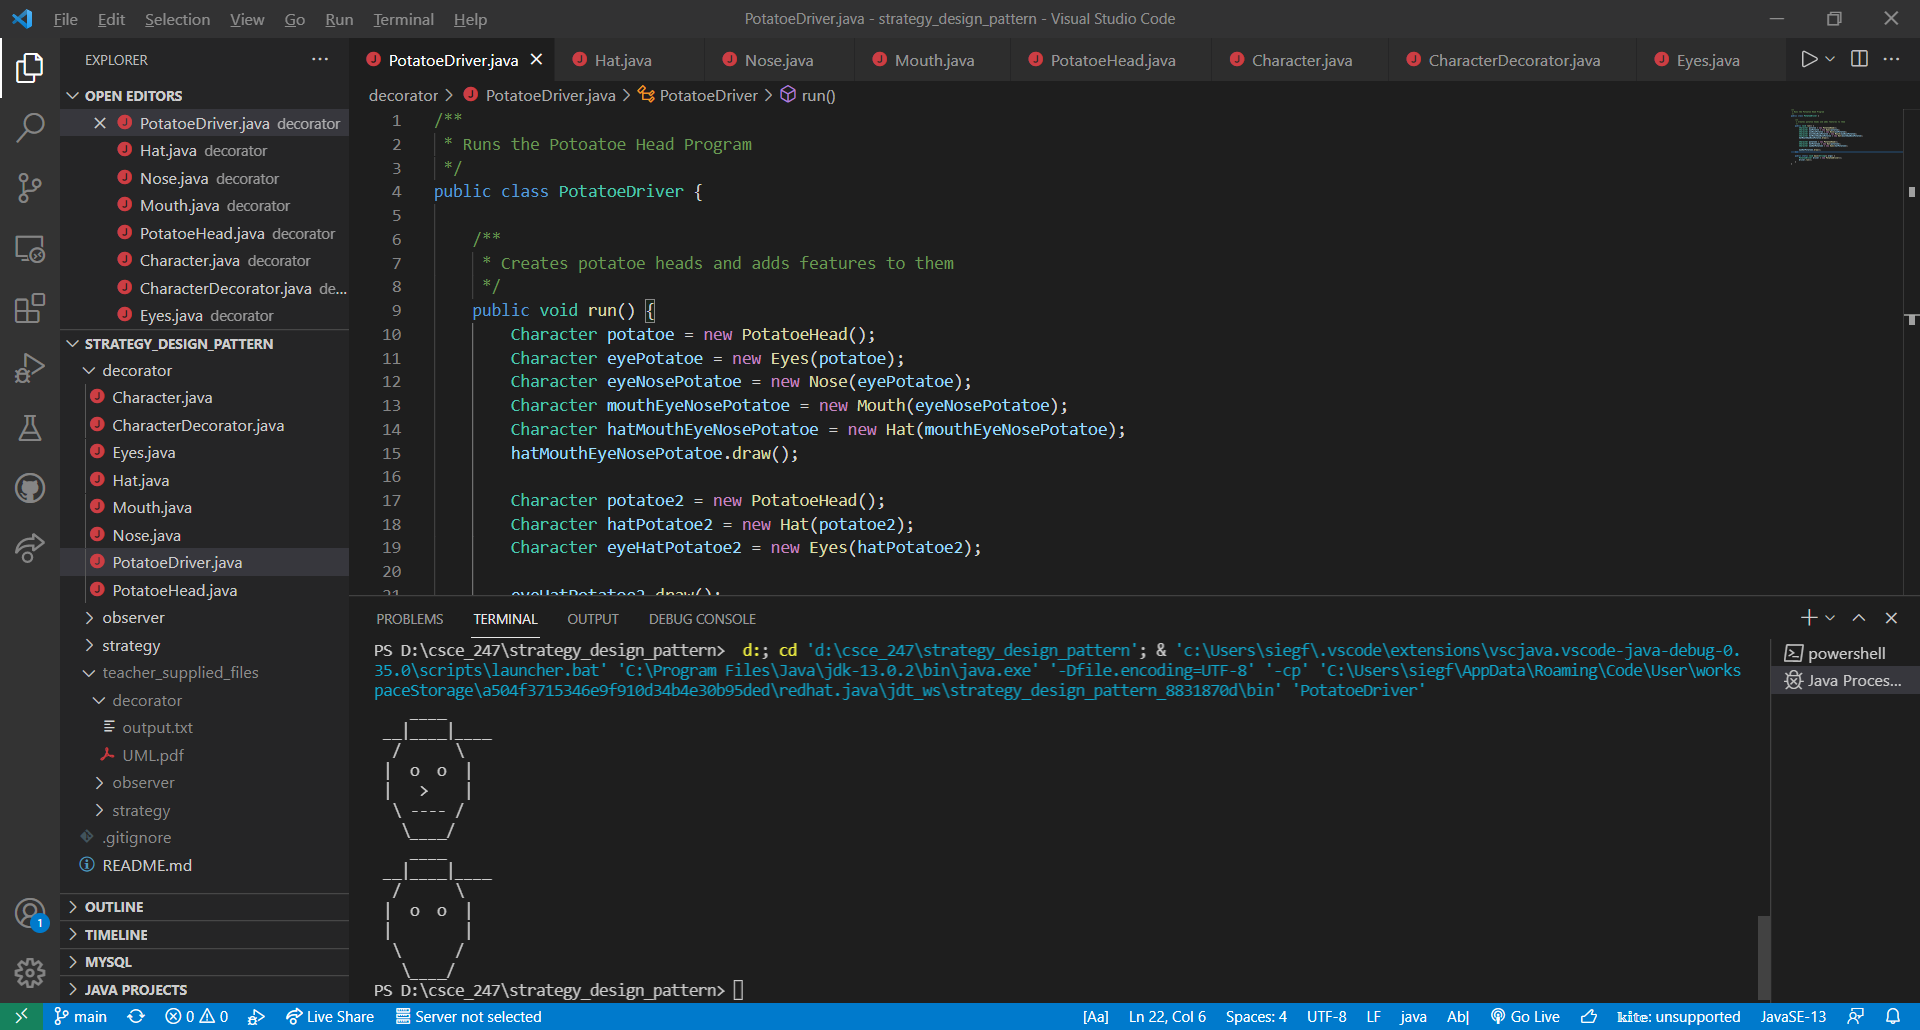 File Edit Selection View Go Run Terminal Help
PotatoeDriver.java - strategy_design_pattern - Visual Studio Code
EXPLORER
OPEN EDITORS
PotatoeDriver.java decorator
Hat.java decorator
Nose.java decorator
Mouth.java decorator
PotatoeHead.java decorator
Character.java decorator
CharacterDecorator.java de...
Eyes.java decorator
STRATEGY_DESIGN_PATTERN
decorator
Character.java
CharacterDecorator.java
Eyes.java
Hat.java
Mouth.java
Nose.java
PotatoeDriver.java
PotatoeHead.java
observer
strategy
teacher_supplied_files
decorator
output.txt
UML.pdf
observer
strategy
.gitignore
README.md
OUTLINE
TIMELINE
MYSQL
JAVA PROJECTS
1
PotatoeDriver.java Hat.java Nose.java Mouth.java PotatoeHead.java Character.java CharacterDecorator.java Eyes.java
decorator > PotatoeDriver.java > PotatoeDriver > run()
1 /**
2  * Runs the Potoatoe Head Program
3  */
4 public class PotatoeDriver {
5
6     /**
7      * Creates potatoe heads and adds features to them
8      */
9     public void run() {
10         Character potatoe = new PotatoeHead();
11         Character eyePotatoe = new Eyes(potatoe);
12         Character eyeNosePotatoe = new Nose(eyePotatoe);
13         Character mouthEyeNosePotatoe = new Mouth(eyeNosePotatoe);
14         Character hatMouthEyeNosePotatoe = new Hat(mouthEyeNosePotatoe);
15         hatMouthEyeNosePotatoe.draw();
16
17         Character potatoe2 = new PotatoeHead();
18         Character hatPotatoe2 = new Hat(potatoe2);
19         Character eyeHatPotatoe2 = new Eyes(hatPotatoe2);
20
21         eyeHatPotatoe2.draw();
PROBLEMS TERMINAL OUTPUT DEBUG CONSOLE
PS D:\csce_247\strategy_design_pattern>  d:; cd 'd:\csce_247\strategy_design_pattern'; & 'c:\Users\siegf\.vscode\extensions\vscjava.vscode-java-debug-0.
35.0\scripts\launcher.bat' 'C:\Program Files\Java\jdk-13.0.2\bin\java.exe' '-Dfile.encoding=UTF-8' '-cp' 'C:\Users\siegf\AppData\Roaming\Code\User\works
paceStorage\a504f3715346e9f910d34b4e30b95ded\redhat.java\jdt_ws\strategy_design_pattern_8831870d\bin' 'PotatoeDriver'
    ____
 __|____|____
  /      \
 |  o  o  |
 |   >    |
  \ ---- /
   \____/
    ____
 __|____|____
  /      \
 |  o  o  |
 |        |
  \      /
   \____/
PS D:\csce_247\strategy_design_pattern>
powershell
Java Proces...
main 0 0 Live Share Server not selected
[Aa] Ln 22, Col 6 Spaces: 4 UTF-8 LF java Ab| Go Live kite: unsupported JavaSE-13